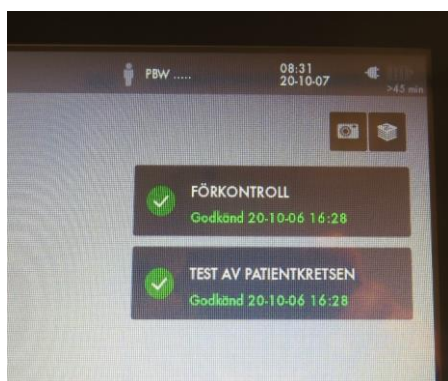 PBW .....
08:31
20-10-07
>45 min
FÖRKONTROLL
Godkänd 20-10-06 16:28
TEST AV PATIENTKRETSEN
Godkänd 20-10-06 16:28